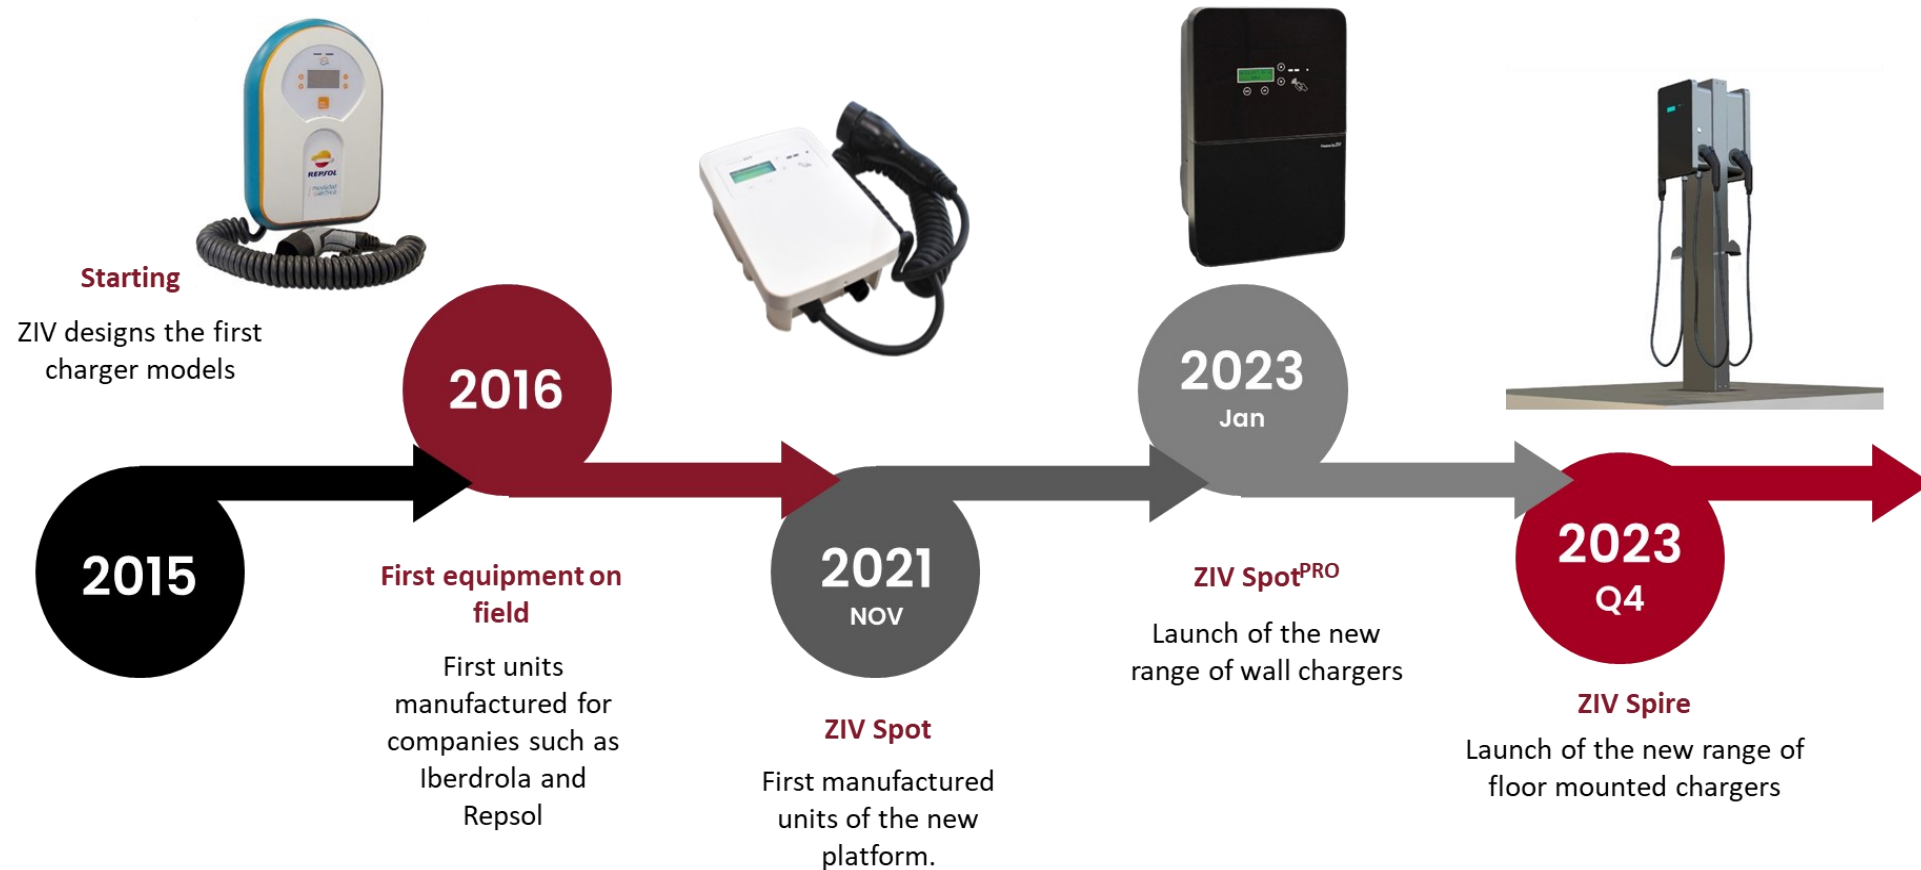 REPSOL
Starting
ZIV designs the first
charger models
2015
2016
First equipment on
field
First units
manufactured for
companies such as
Iberdrola and
Repsol
2021
NOV
ZIV Spot
First manufactured
units of the new
platform.
2023
Jan
ZIV SpotPRO
Launch of the new
range of wall chargers
2023
Q4
ZIV Spire
Launch of the new range of
floor mounted chargers